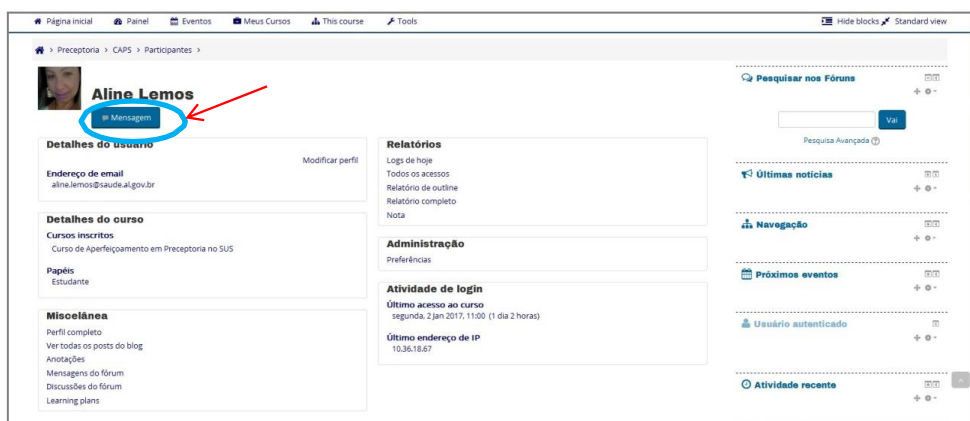 Página inicial Painel Eventos Meus Cursos This course Tools Hide blocks Standard view
> Preceptoria > CAPS > Participantes >
Aline Lemos
Mensagem
Detalhes do usuário
Modificar perfil
Endereço de email
aline.lemos@saude.al.gov.br
Detalhes do curso
Cursos inscritos
Curso de Aperfeiçoamento em Preceptoria no SUS
Papéis
Estudante
Miscelânea
Perfil completo
Ver todas os posts do blog
Anotações
Mensagens do fórum
Discussões do fórum
Learning plans
Relatórios
Logs de hoje
Todos os acessos
Relatório de outline
Relatório completo
Nota
Administração
Preferências
Atividade de login
Último acesso ao curso
segunda, 2 Jan 2017, 11:00 (1 dia 2 horas)
Último endereço de IP
10.36.18.67
Pesquisar nos Fóruns
Vai
Pesquisa Avançada
Últimas notícias
Navegação
Próximos eventos
Usuário autenticado
Atividade recente